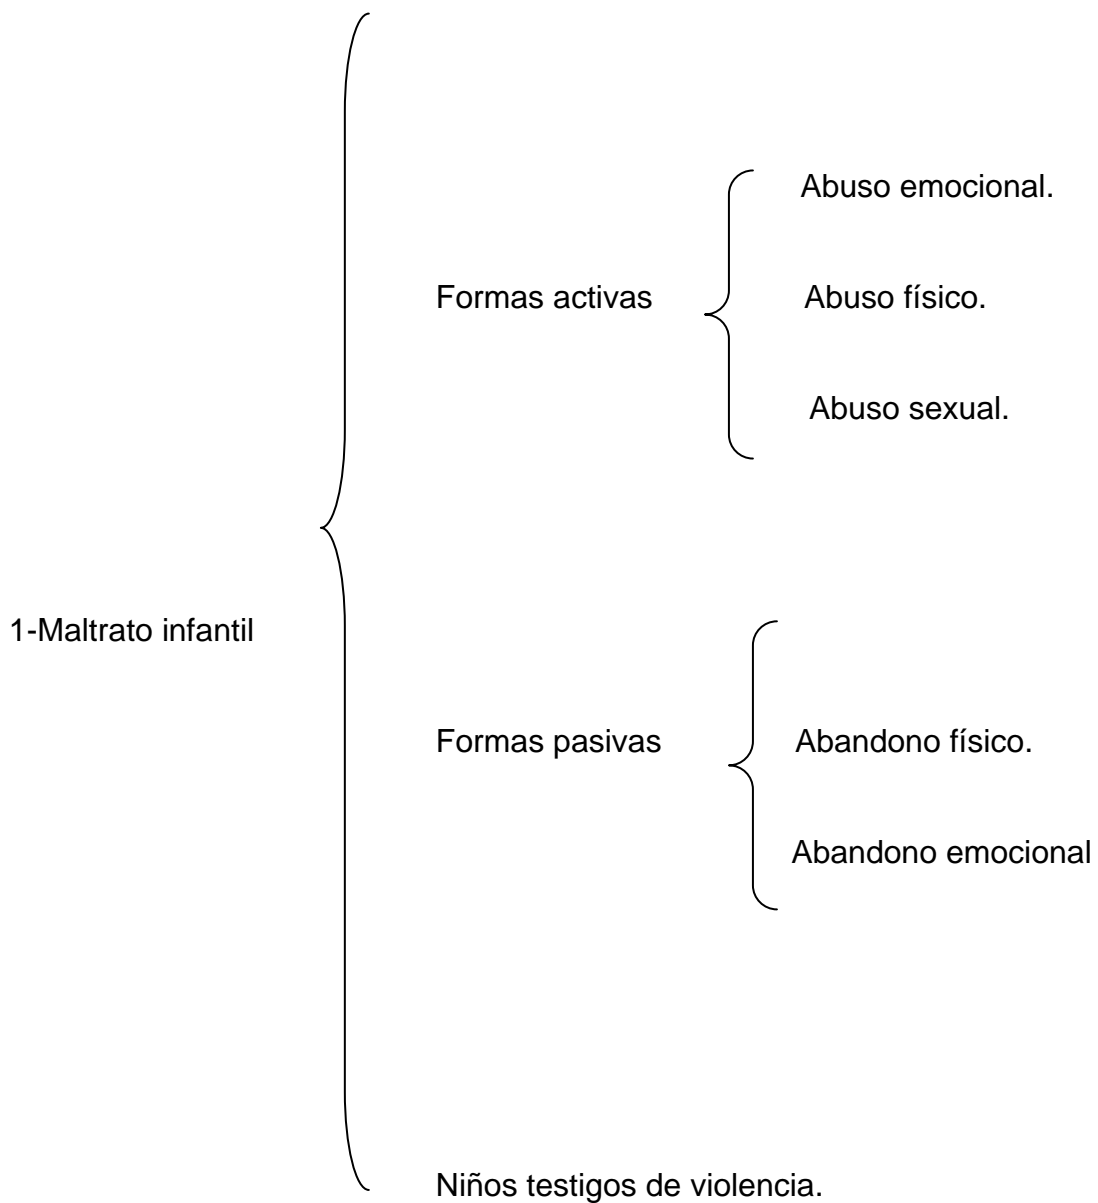 Abuso emocional.
Formas activas
Abuso físico.
Abuso sexual.
1-Maltrato infantil
Formas pasivas
Abandono físico.
Abandono emocional
Niños testigos de violencia.